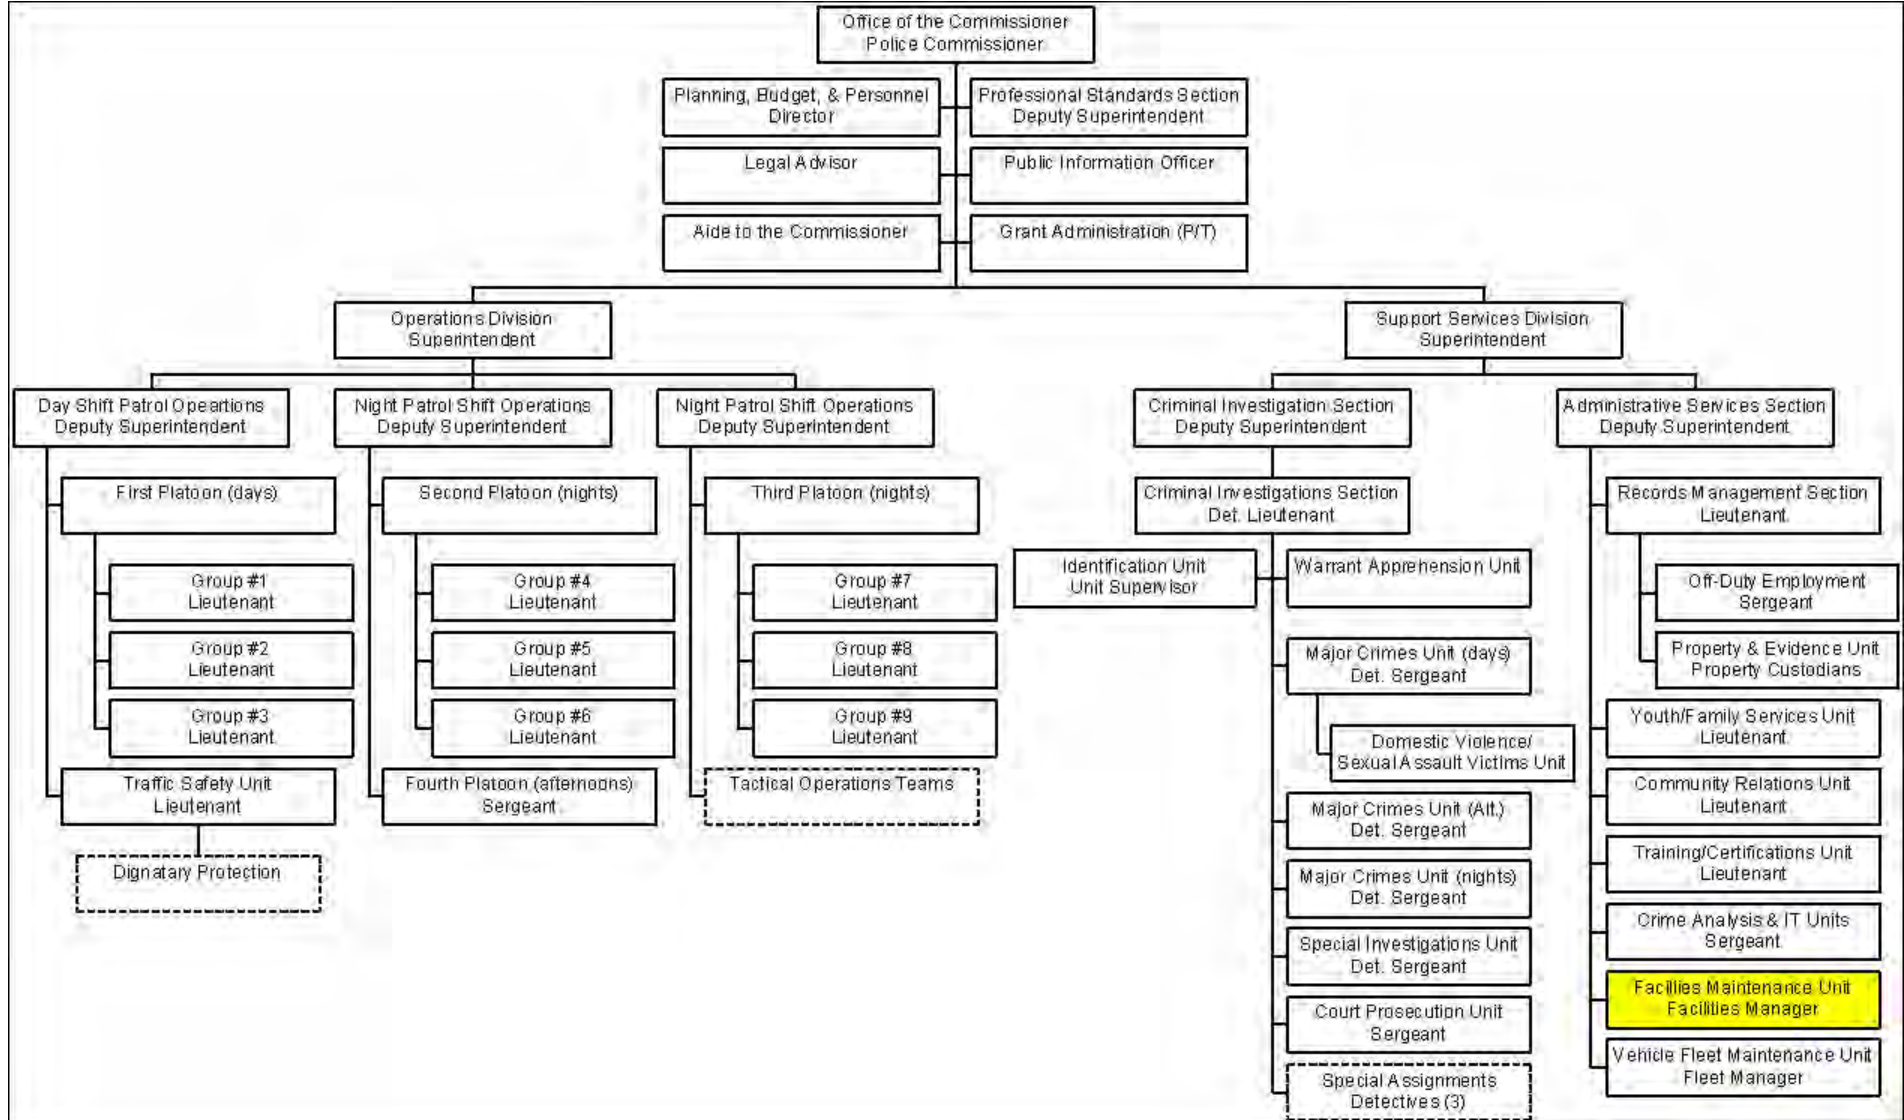 Office of the Commissioner
Police Commissioner
Planning, Budget, & Personnel
Director
Professional Standards Section
Deputy Superintendent
Legal Advisor
Public Information Officer
Aide to the Commissioner
Grant Administration (P/T)
Operations Division
Superintendent
Support Services Division
Superintendent
Day Shift Patrol Opeartions
Deputy Superintendent
Night Patrol Shift Operations
Deputy Superintendent
Night Patrol Shift Operations
Deputy Superintendent
Criminal Investigation Section
Deputy Superintendent
Administrative Services Section
Deputy Superintendent
First Platoon (days)
Group #1
Lieutenant
Group #2
Lieutenant
Group #3
Lieutenant
Traffic Safety Unit
Lieutenant
Dignatary Protection
Second Platoon (nights)
Group #4
Lieutenant
Group #5
Lieutenant
Group #6
Lieutenant
Fourth Platoon (afternoons)
Sergeant
Third Platoon (nights)
Group #7
Lieutenant
Group #8
Lieutenant
Group #9
Lieutenant
Tactical Operations Teams
Criminal Investigations Section
Det. Lieutenant
Identification Unit
Unit Supervisor
Warrant Apprehension Unit
Major Crimes Unit (days)
Det. Sergeant
Domestic Violence/
Sexual Assault Victims Unit
Major Crimes Unit (Alt.)
Det. Sergeant
Major Crimes Unit (nights)
Det. Sergeant
Special Investigations Unit
Det. Sergeant
Court Prosecution Unit
Sergeant
Special Assignments
Detectives (3)
Records Management Section
Lieutenant
Off-Duty Employment
Sergeant
Property & Evidence Unit
Property Custodians
Youth/Family Services Unit
Lieutenant
Community Relations Unit
Lieutenant
Training/Certifications Unit
Lieutenant
Crime Analysis & IT Units
Sergeant
Facilies Maintenance Unit
Facilities Manager
Vehicle Fleet Maintenance Unit
Fleet Manager